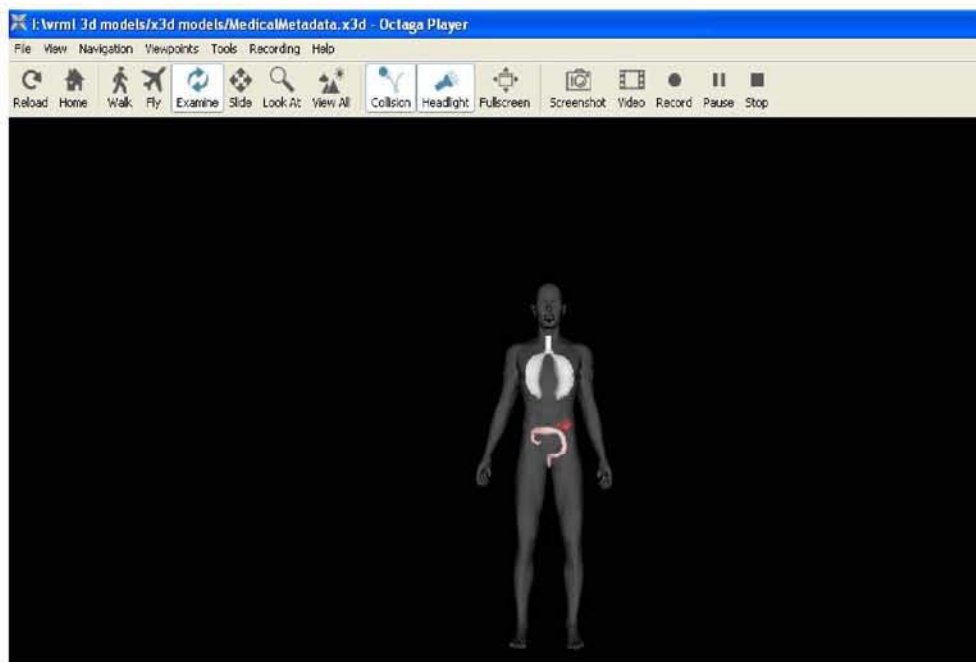 I:\vrml 3d models/x3d models/MedicalMetadata.x3d - Octaga Player
File View Navigation Viewpoints Tools Recording Help
Reload Home Walk Fly Examine Slide Look At View All Collision Headlight Fullscreen Screenshot Video Record Pause Stop